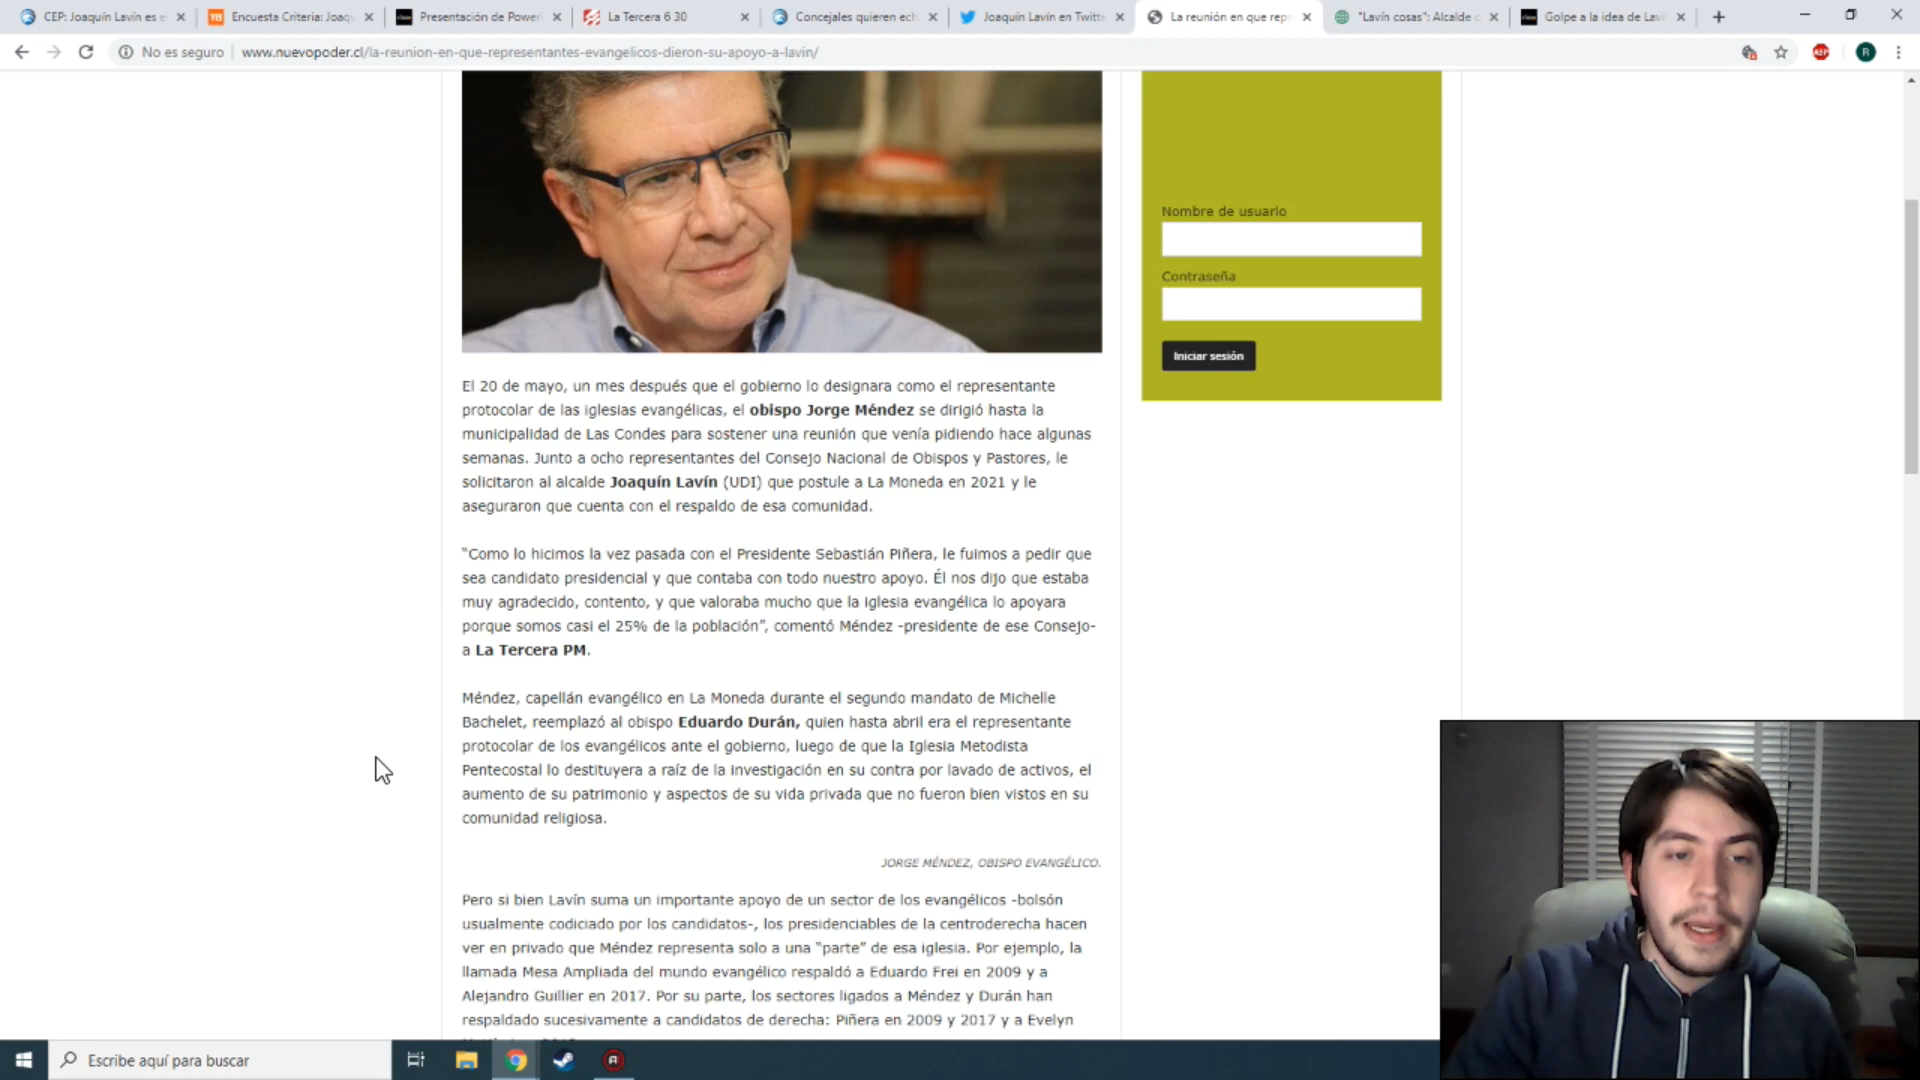 CEP: Joaquín Lavín es e
Encuesta Criteria: Joaqu
Presentación de Power
La Tercera 6 30
Concejales quieren ech
Joaquín Lavín en Twitt
La reunión en que repr
"Lavín cosas": Alcalde d
Golpe a la idea de Lav
No es seguro
www.nuevopoder.cl/la-reunion-en-que-representantes-evangelicos-dieron-su-apoyo-a-lavin/
ABP
R
Nombre de usuario
Contraseña
Iniciar sesión
El 20 de mayo, un mes después que el gobierno lo designara como el representante
protocolar de las iglesias evangélicas, el obispo Jorge Méndez se dirigió hasta la
municipalidad de Las Condes para sostener una reunión que venía pidiendo hace algunas
semanas. Junto a ocho representantes del Consejo Nacional de Obispos y Pastores, le
solicitaron al alcalde Joaquín Lavín (UDI) que postule a La Moneda en 2021 y le
aseguraron que cuenta con el respaldo de esa comunidad.
“Como lo hicimos la vez pasada con el Presidente Sebastián Piñera, le fuimos a pedir que
sea candidato presidencial y que contaba con todo nuestro apoyo. Él nos dijo que estaba
muy agradecido, contento, y que valoraba mucho que la iglesia evangélica lo apoyara
porque somos casi el 25% de la población”, comentó Méndez -presidente de ese Consejo-
a La Tercera PM.
Méndez, capellán evangélico en La Moneda durante el segundo mandato de Michelle
Bachelet, reemplazó al obispo Eduardo Durán, quien hasta abril era el representante
protocolar de los evangélicos ante el gobierno, luego de que la Iglesia Metodista
Pentecostal lo destituyera a raíz de la investigación en su contra por lavado de activos, el
aumento de su patrimonio y aspectos de su vida privada que no fueron bien vistos en su
comunidad religiosa.
JORGE MÉNDEZ, OBISPO EVANGÉLICO.
Pero si bien Lavín suma un importante apoyo de un sector de los evangélicos -bolsón
usualmente codiciado por los candidatos-, los presidenciables de la centroderecha hacen
ver en privado que Méndez representa solo a una “parte” de esa iglesia. Por ejemplo, la
llamada Mesa Ampliada del mundo evangélico respaldó a Eduardo Frei en 2009 y a
Alejandro Guillier en 2017. Por su parte, los sectores ligados a Méndez y Durán han
respaldado sucesivamente a candidatos de derecha: Piñera en 2009 y 2017 y a Evelyn
Escribe aquí para buscar